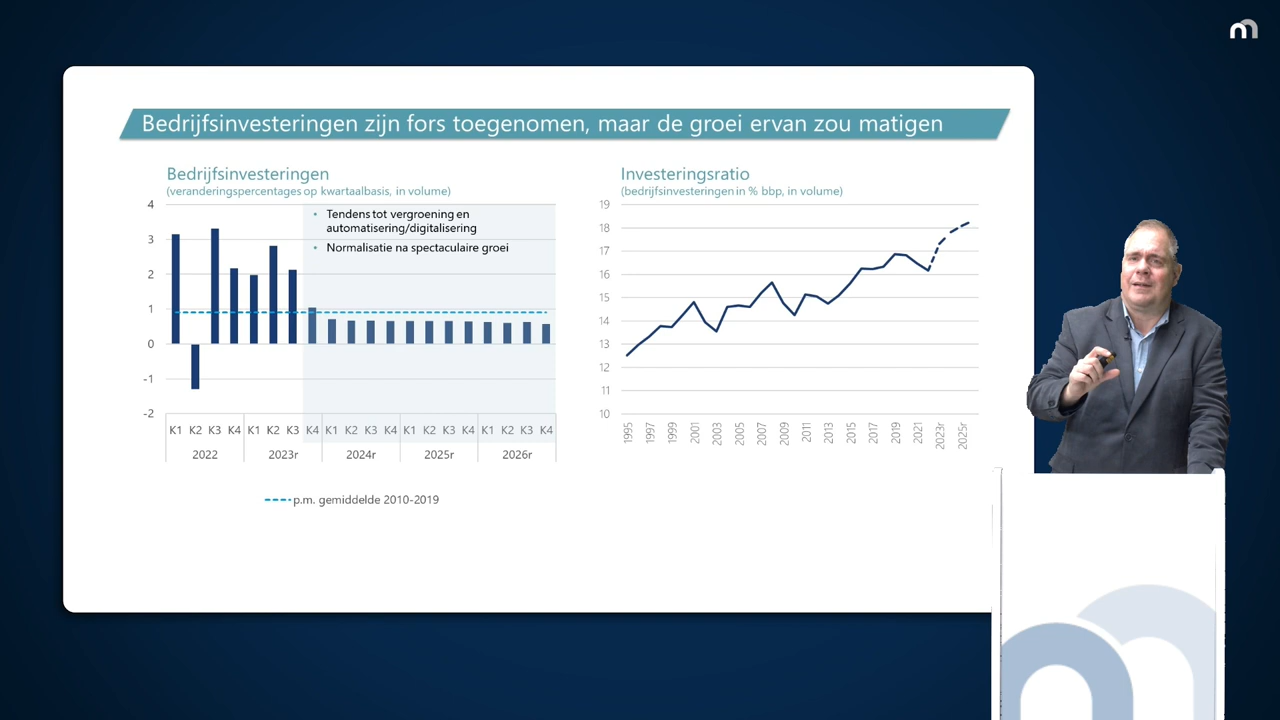 Bedrijfsinvesteringen zijn fors toegenomen, maar de groei ervan zou matigen
Bedrijfsinvesteringen
(veranderingspercentages op kwartaalbasis, in volume)
4
3
2
1
0
-1
-2
• Tendens tot vergroening en
automatisering/digitalisering
• Normalisatie na spectaculaire groei
K1 K2 K3 K4 K1 K2 K3 K4 K1 K2 K3 K4 K1 K2 K3 K4 K1 K2 K3 K4
2022 2023r 2024r 2025r 2026r
p.m. gemiddelde 2010-2019
Investeringsratio
(bedrijfsinvesteringen in % bbp, in volume)
19
18
17
16
15
14
13
12
11
10
1995 1997 1999 2001 2003 2005 2007 2009 2011 2013 2015 2017 2019 2021 2023r 2025r